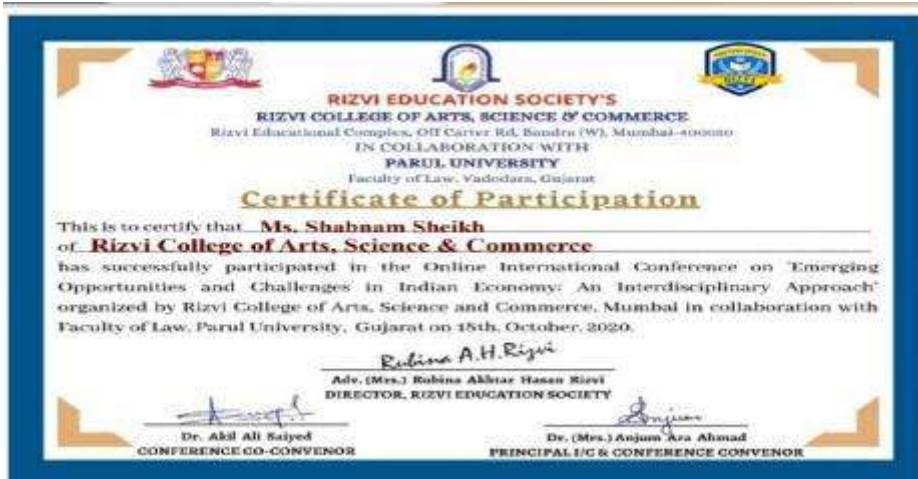 RIZVI EDUCATION SOCIETY'S
RIZVI COLLEGE OF ARTS, SCIENCE & COMMERCE
Rizvi Educational Complex, Off Carter Rd, Bandra (W), Mumbai-400050
IN COLLABORATION WITH
PARUL UNIVERSITY
Faculty of Law, Vadodara, Gujarat
Certificate of Participation
This is to certify that Ms. Shabnam Sheikh
of Rizvi College of Arts, Science & Commerce
has successfully participated in the Online International Conference on 'Emerging
Opportunities and Challenges in Indian Economy: An Interdisciplinary Approach'
organized by Rizvi College of Arts, Science and Commerce, Mumbai in collaboration with
Faculty of Law, Parul University, Gujarat on 18th, October, 2020.
Rubina A.H.Rizvi
Adv. (Mrs.) Rubina Akhtar Hasan Rizvi
DIRECTOR, RIZVI EDUCATION SOCIETY
Dr. Akil Ali Saiyed
CONFERENCE CO-CONVENOR
Anjum
Dr. (Mrs.) Anjum Ara Ahmad
PRINCIPAL I/C & CONFERENCE CONVENOR